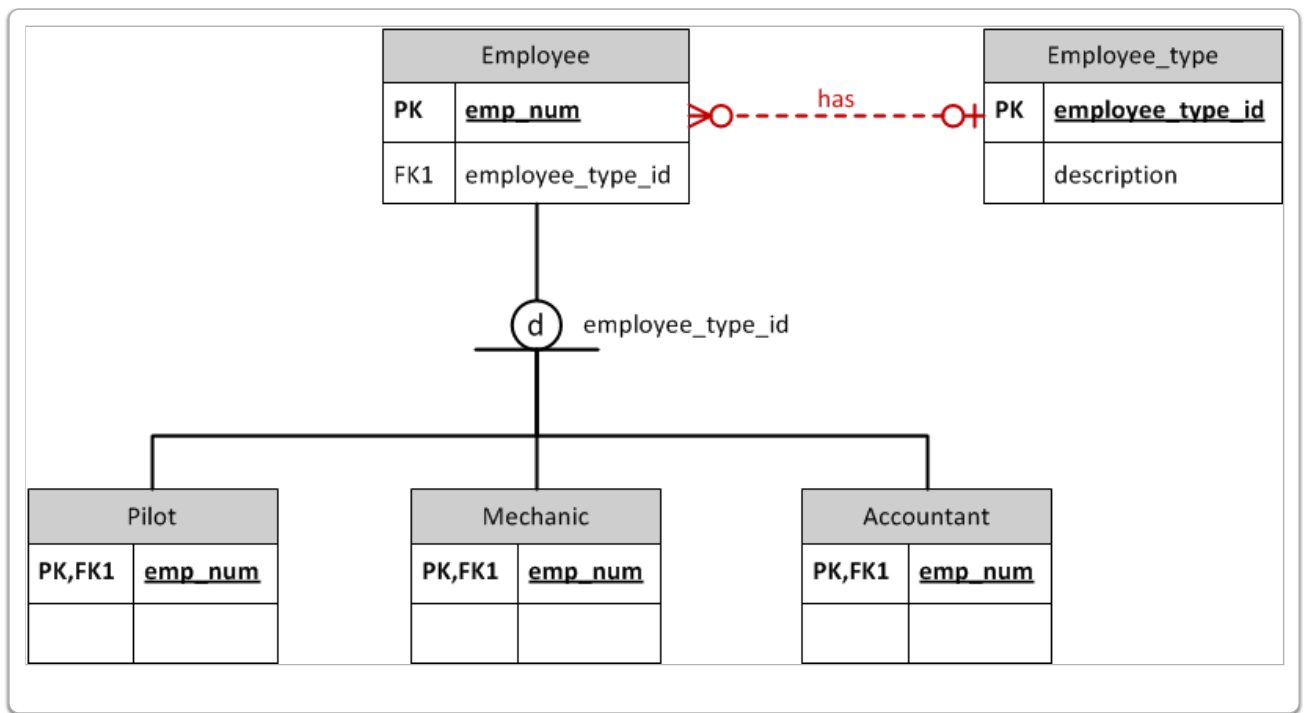 Employee
PK emp_num
FK1 employee_type_id
has
Employee_type
PK employee_type_id
description
d employee_type_id
Pilot
PK,FK1 emp_num
Mechanic
PK,FK1 emp_num
Accountant
PK,FK1 emp_num